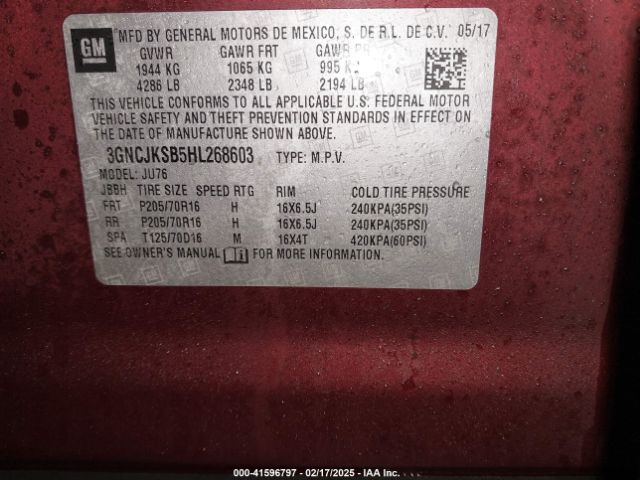 GM
MFD BY GENERAL MOTORS DE MEXICO, S. DE R.L. DE C.V. 05/17
GVWR GAWR FRT GAWR RR
1944 KG 1065 KG 995 KG
4286 LB 2348 LB 2194 LB
THIS VEHICLE CONFORMS TO ALL APPLICABLE U.S. FEDERAL MOTOR
VEHICLE SAFETY AND THEFT PREVENTION STANDARDS IN EFFECT ON
THE DATE OF MANUFACTURE SHOWN ABOVE.
3GNCJKSB5HL268603 TYPE: M.P.V.
MODEL: JU76
JBBH TIRE SIZE SPEED RTG RIM COLD TIRE PRESSURE
FRT P205/70R16 H 16X6.5J 240KPA(35PSI)
RR P205/70R16 H 16X6.5J 240KPA(35PSI)
SPA T125/70D16 M 16X4T 420KPA(60PSI)
SEE OWNER'S MANUAL FOR MORE INFORMATION.
000-41596797 - 02/17/2025 - IAA Inc.